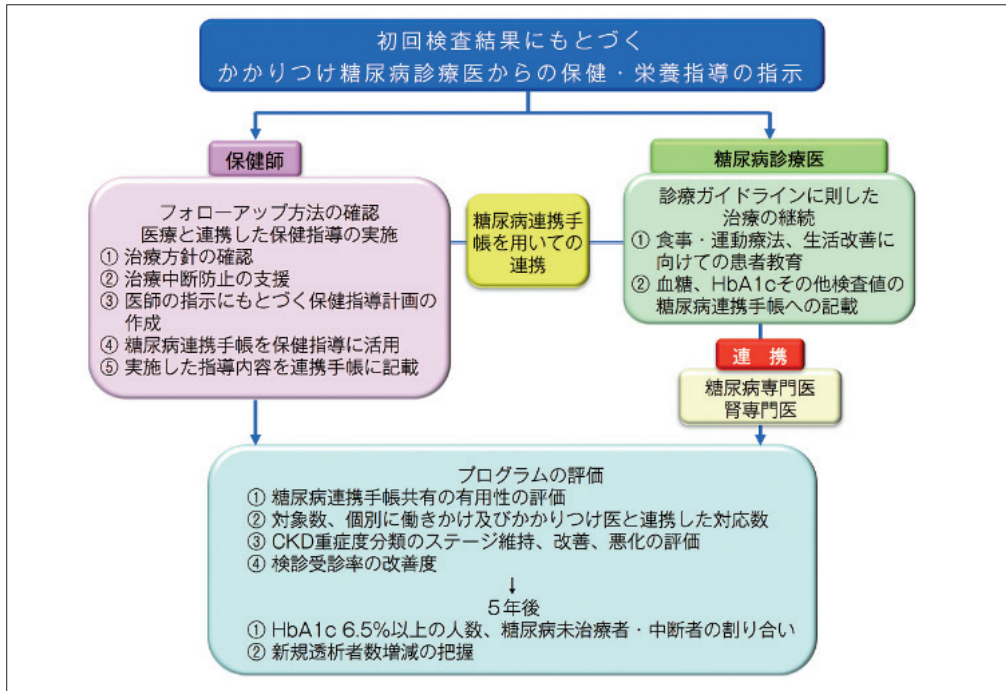 初回検査結果にもとづく
かかりつけ糖尿病診療医からの保健・栄養指導の指示
保健師
フォローアップ方法の確認
医療と連携した保健指導の実施
① 治療方針の確認
② 治療中断防止の支援
③ 医師の指示にもとづく保健指導計画の
作成
④ 糖尿病連携手帳を保健指導に活用
⑤ 実施した指導内容を連携手帳に記載
糖尿病連携手
帳を用いての
連携
糖尿病診療医
診療ガイドラインに則した
治療の継続
① 食事・運動療法、生活改善に
向けての患者教育
② 血糖、HbA1cその他検査値の
糖尿病連携手帳への記載
連 携
糖尿病専門医
腎専門医
プログラムの評価
① 糖尿病連携手帳共有の有用性の評価
② 対象数、個別に働きかけ及びかかりつけ医と連携した対応数
③ CKD重症度分類のステージ維持、改善、悪化の評価
④ 検診受診率の改善度
↓
5年後
① HbA1c 6.5%以上の人数、糖尿病未治療者・中断者の割り合い
② 新規透析者数増減の把握